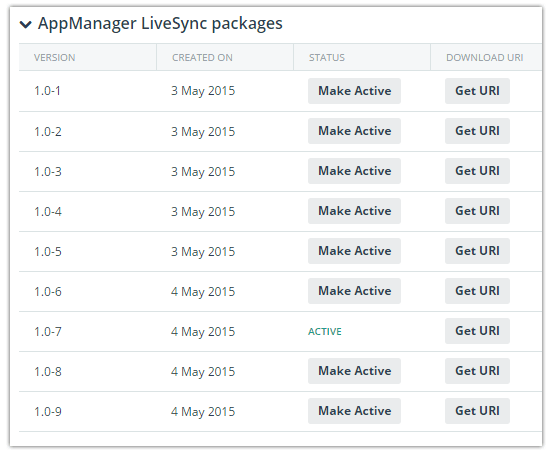 AppManager LiveSync packages
VERSION CREATED ON STATUS DOWNLOAD URI
1.0-1 3 May 2015 Make Active Get URI
1.0-2 3 May 2015 Make Active Get URI
1.0-3 3 May 2015 Make Active Get URI
1.0-4 3 May 2015 Make Active Get URI
1.0-5 3 May 2015 Make Active Get URI
1.0-6 4 May 2015 Make Active Get URI
1.0-7 4 May 2015 ACTIVE Get URI
1.0-8 4 May 2015 Make Active Get URI
1.0-9 4 May 2015 Make Active Get URI